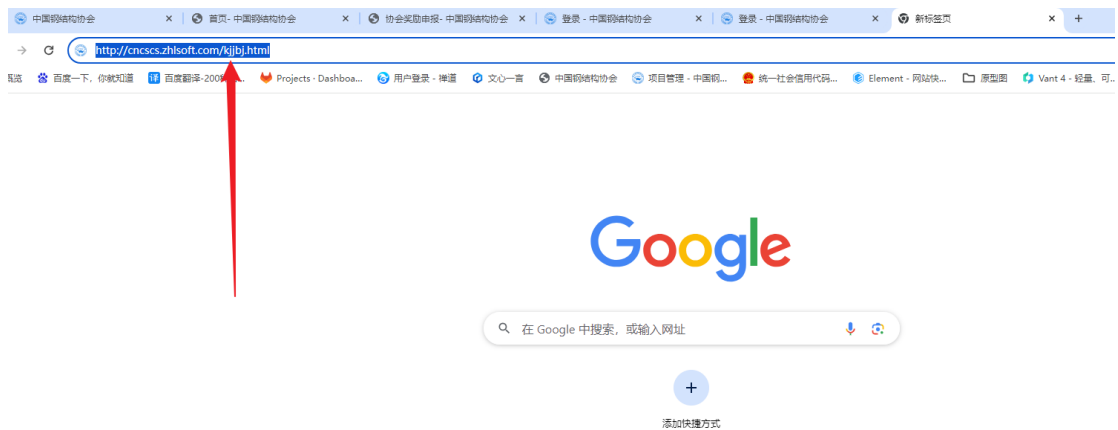 中国钢结构协会 首页- 中国钢结构协会 协会奖励申报- 中国钢结构协会 登录 - 中国钢结构协会 登录 - 中国钢结构协会 新标签页
http://cncscs.zhlsoft.com/kjjbj.html
百度一下，你就知道 百度翻译-200种... Projects · Dashboa... 用户登录 - 禅道 文心一言 中国钢结构协会 项目管理 - 中国钢... 统一社会信用代码... Element - 网站快... 原型图 Vant 4 - 轻量、可...
Google
在 Google 中搜索，或输入网址
添加快捷方式